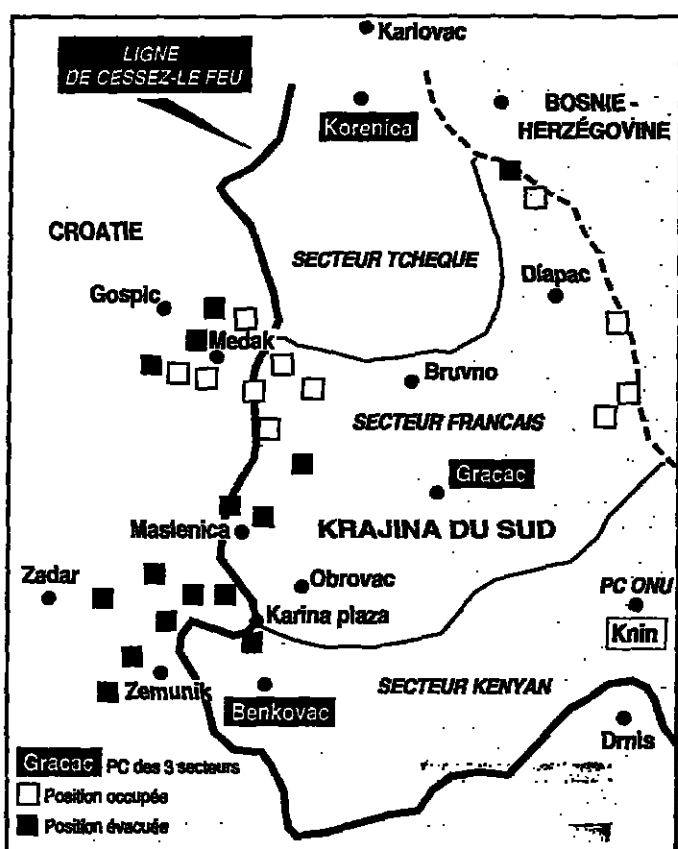 Karlovac
LIGNE
DE CESSEZ-LE FEU
Korenica
BOSNIE -
HERZÉGOVINE
CROATIE
SECTEUR TCHEQUE
Gospic
Diapac
Medak
Bruvno
SECTEUR FRANCAIS
Gracac
Maslenica
KRAJINA DU SUD
Zadar
Obrovac
PC ONU
Karina plaza
Knin
SECTEUR KENYAN
Zemunik
Benkovac
Drnis
Gracac PC des 3 secteurs
Position occupée
Position évacuée